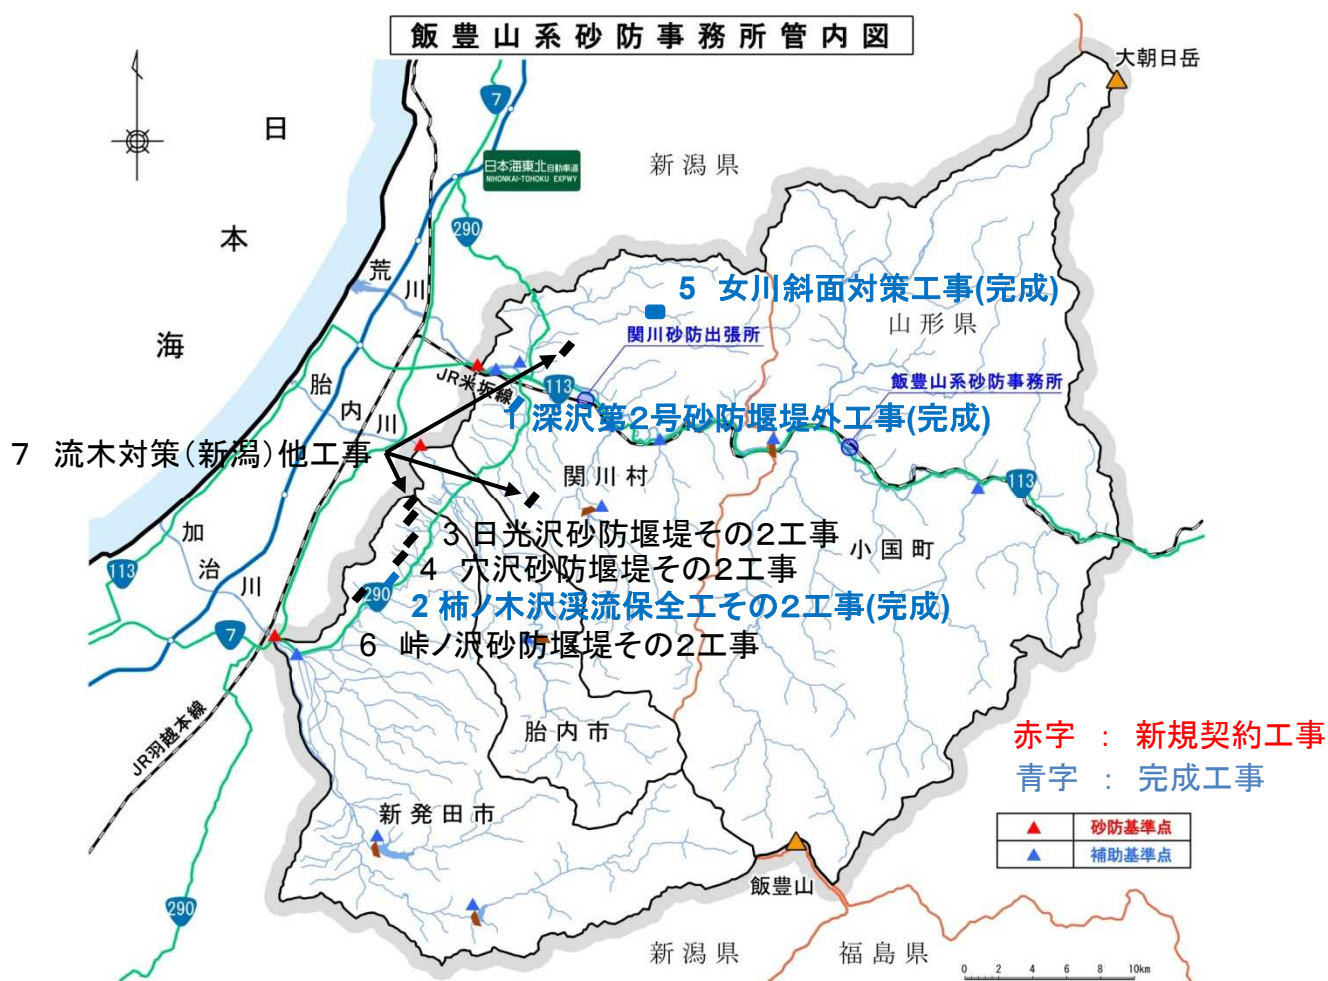 飯豊山系砂防事務所管内図
大朝日岳
7
日
日本海東北自動車道
NIHONKAI-TOHOKU EXPWY
新潟県
290
本
荒
川
5 女川斜面対策工事(完成)
山形県
海
関川砂防出張所
JR米坂線
胎
内
川
113
飯豊山系砂防事務所
1 深沢第2号砂防堰堤外工事(完成)
7 流木対策(新潟)他工事
関川村
113
加
治
川
3 日光沢砂防堰堤その2工事
小国町
4 穴沢砂防堰堤その2工事
113
290
2 柿ノ木沢渓流保全工その2工事(完成)
7
6 峠ノ沢砂防堰堤その2工事
JR羽越本線
胎内市
赤字 : 新規契約工事
青字 : 完成工事
新発田市
砂防基準点
補助基準点
飯豊山
290
新潟県
福島県
0 2 4 6 8 10km